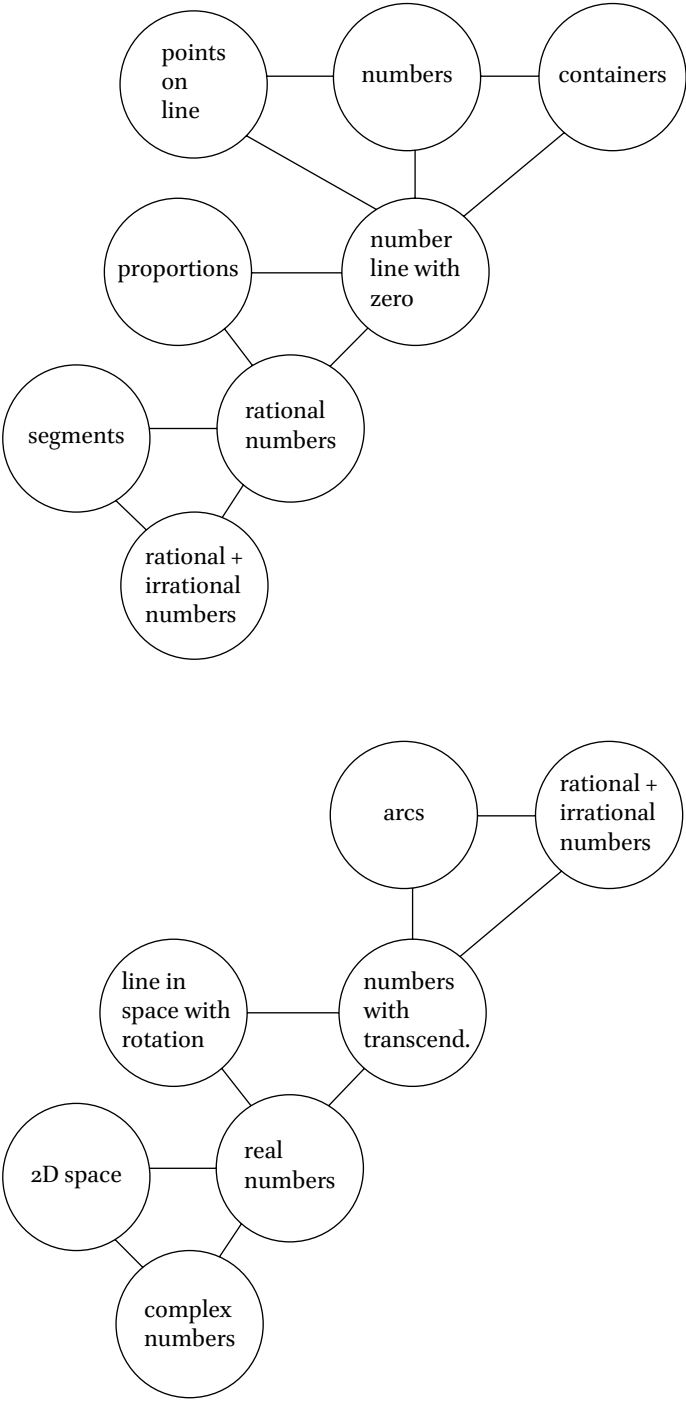 points
on
line
numbers
containers
proportions
number
line with
zero
segments
rational
numbers
rational +
irrational
numbers
arcs
rational +
irrational
numbers
line in
space with
rotation
numbers
with
transcend.
2D space
real
numbers
complex
numbers